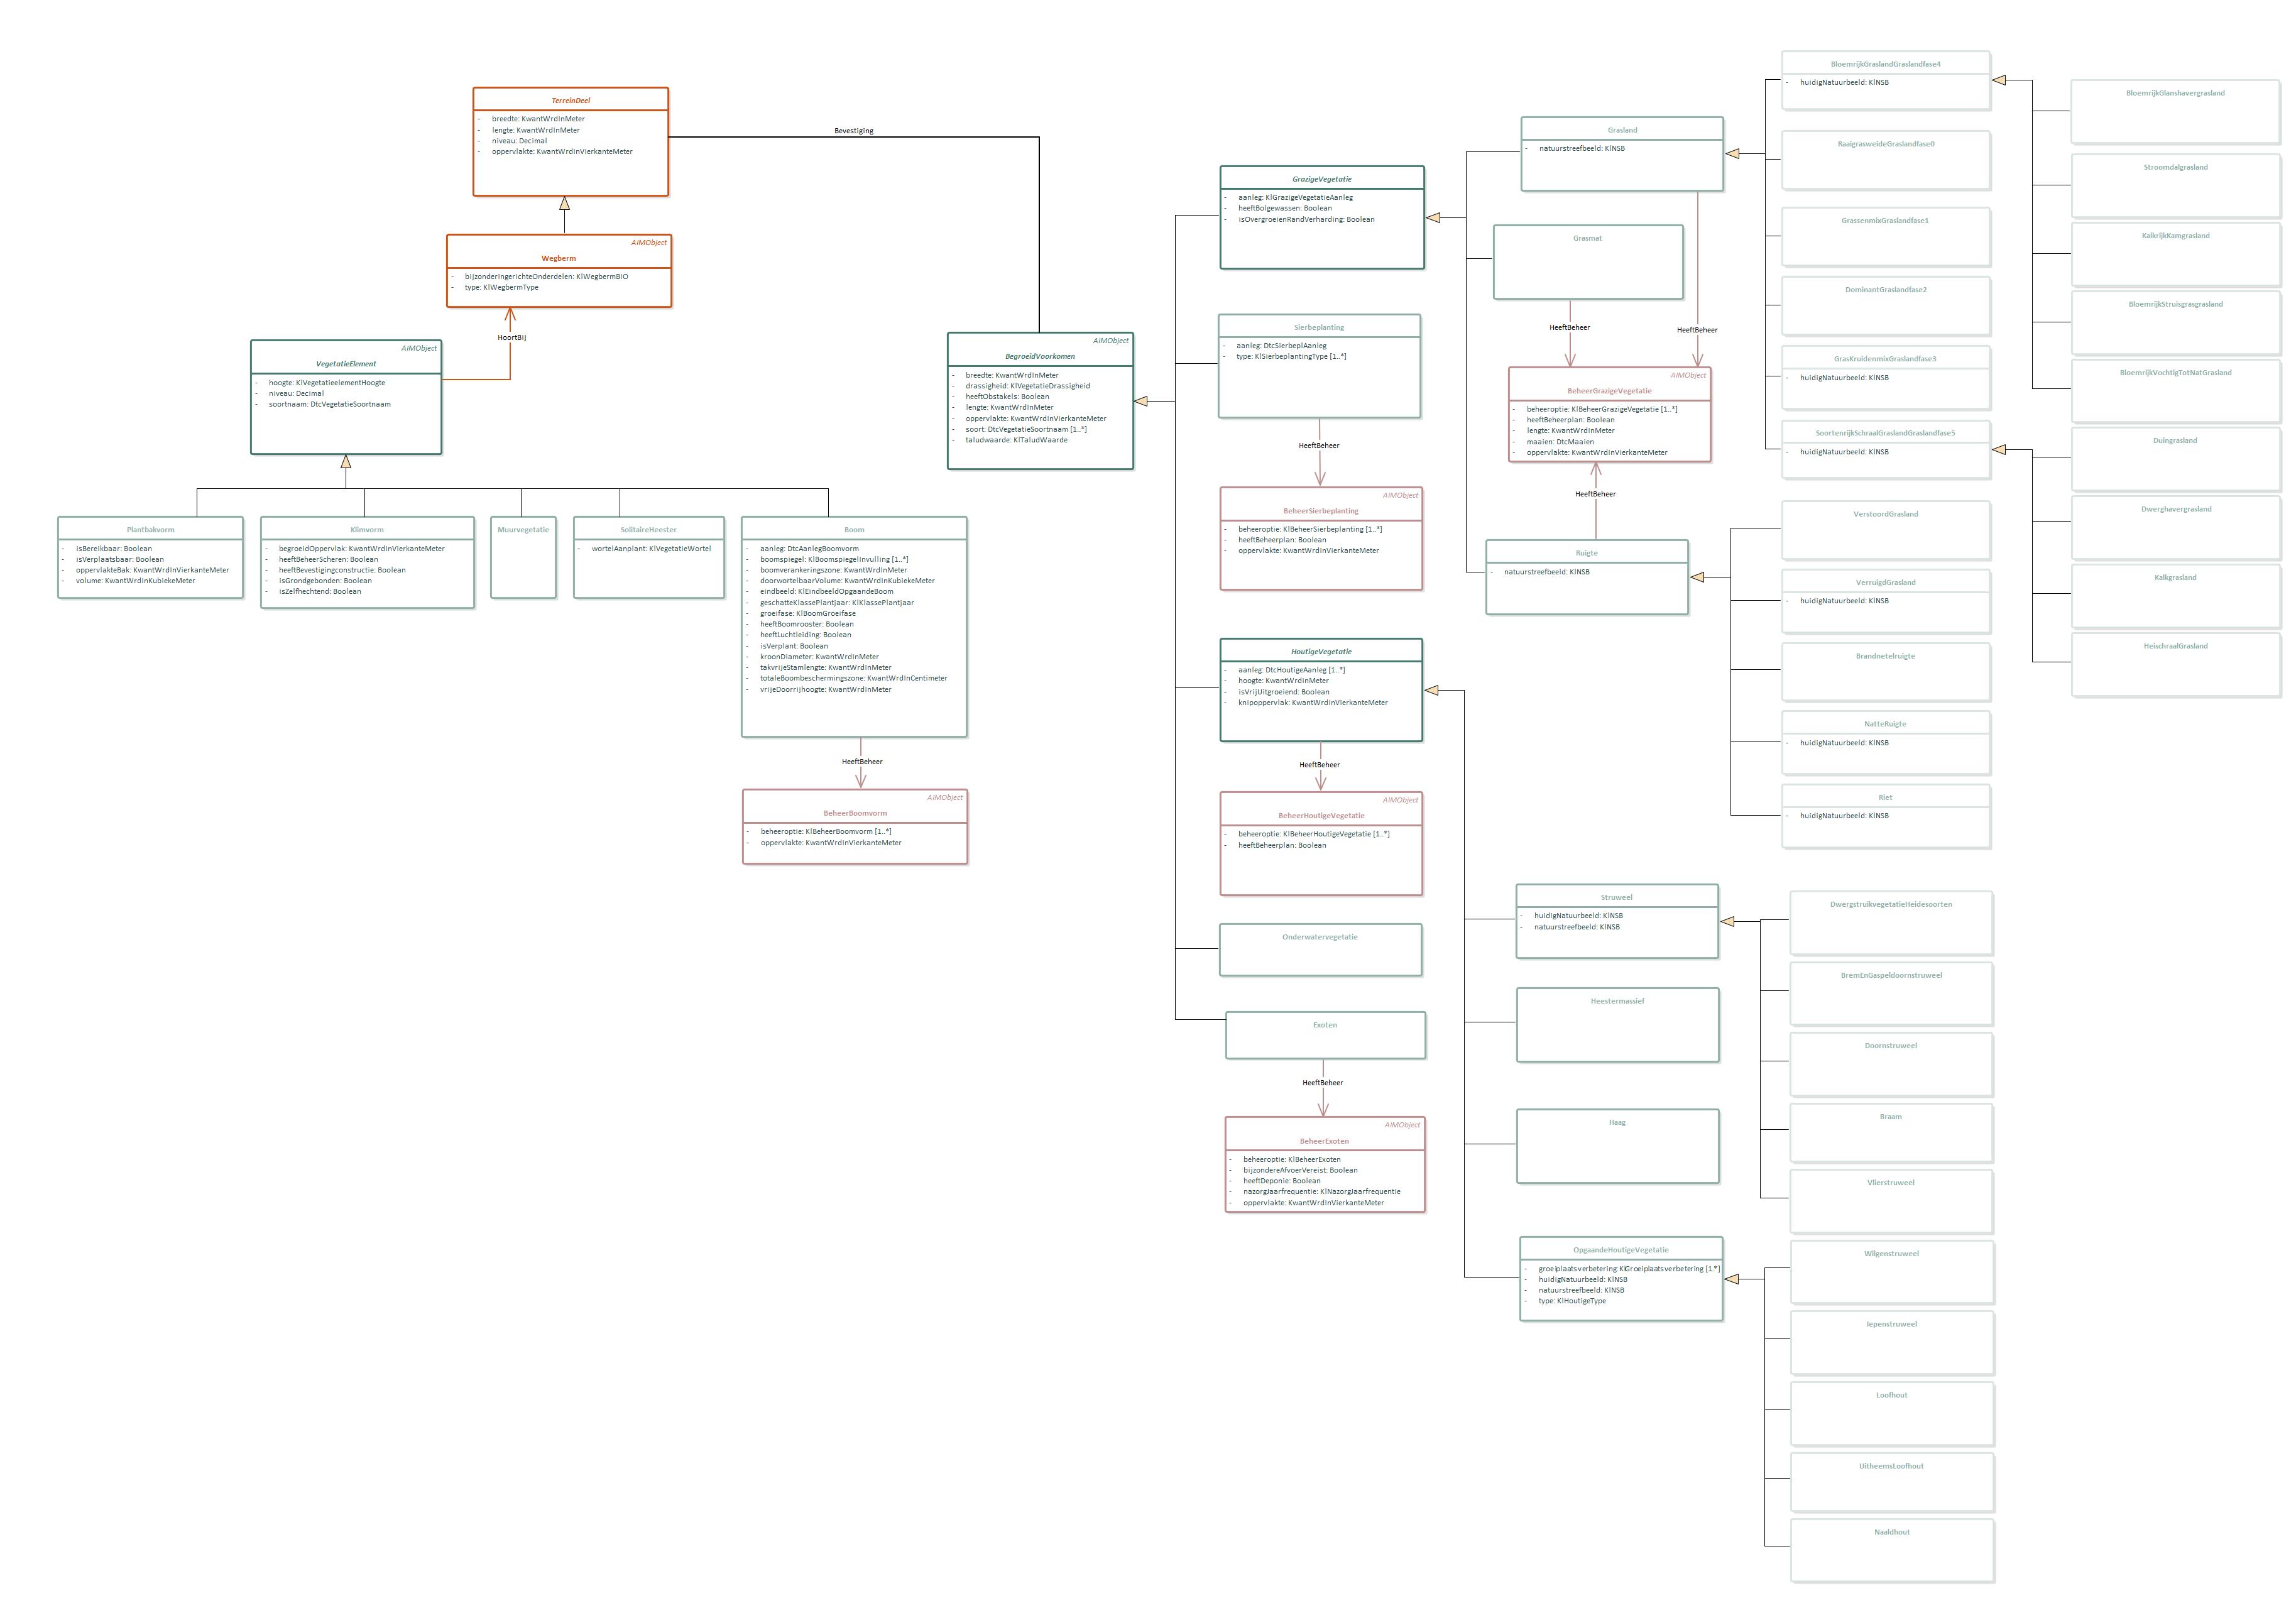 TerreinDeel
- breedte: KwantWrdInMeter
- lengte: KwantWrdInMeter
- niveau: Decimal
- oppervlakte: KwantWrdInVierkanteMeter
Bevestiging
AIMObject
Wegberm
- bijzonderIngerichteOnderdelen: KlWegbermBIO
- type: KlWegbermType
HoortBij
AIMObject
VegetatieElement
- hoogte: KlVegetatieelementHoogte
- niveau: Decimal
- soortnaam: DtcVegetatieSoortnaam
Plantbakvorm
- isBereikbaar: Boolean
- isVerplaatsbaar: Boolean
- oppervlakteBak: KwantWrdInVierkanteMeter
- volume: KwantWrdInKubiekeMeter
Klimvorm
- begroeidOppervlak: KwantWrdInVierkanteMeter
- heeftBeheerScheren: Boolean
- heeftBevestigingconstructie: Boolean
- isGrondgebonden: Boolean
- isZelfhechtend: Boolean
Muurvegetatie
SolitaireHeester
- wortelAanplant: KlVegetatieWortel
Boom
- aanleg: DtcAanlegBoomvorm
- boomspiegel: KlBoomspiegelInvulling [1..*]
- boomverankeringszone: KwantWrdInMeter
- doorwortelbaarVolume: KwantWrdInKubiekeMeter
- eindbeeld: KlEindbeeldOpgaandeBoom
- geschatteKlassePlantjaar: KlKlassePlantjaar
- groeifase: KlBoomGroeifase
- heeftBoomrooster: Boolean
- heeftLuchtleiding: Boolean
- isVerplant: Boolean
- kroonDiameter: KwantWrdInMeter
- takvrijeStamlengte: KwantWrdInMeter
- totaleBoombeschermingszone: KwantWrdInCentimeter
- vrijeDoorrijhoogte: KwantWrdInMeter
HeeftBeheer
AIMObject
BeheerBoomvorm
- beheeroptie: KlBeheerBoomvorm [1..*]
- oppervlakte: KwantWrdInVierkanteMeter
AIMObject
BegroeidVoorkomen
- breedte: KwantWrdInMeter
- drassigheid: KlVegetatieDrassigheid
- heeftObstakels: Boolean
- lengte: KwantWrdInMeter
- oppervlakte: KwantWrdInVierkanteMeter
- soort: DtcVegetatieSoortnaam [1..*]
- taludwaarde: KlTaludWaarde
GrazigeVegetatie
- aanleg: KlGrazigeVegetatieAanleg
- heeftBolgewassen: Boolean
- isOvergroeienRandVerharding: Boolean
Sierbeplanting
- aanleg: DtcSierbeplAanleg
- type: KlSierbeplantingType [1..*]
HeeftBeheer
AIMObject
BeheerSierbeplanting
- beheeroptie: KlBeheerSierbeplanting [1..*]
- heeftBeheerplan: Boolean
- oppervlakte: KwantWrdInVierkanteMeter
HoutigeVegetatie
- aanleg: DtcHoutigeAanleg [1..*]
- hoogte: KwantWrdInMeter
- isVrijUitgroeiend: Boolean
- knipoppervlak: KwantWrdInVierkanteMeter
HeeftBeheer
AIMObject
BeheerHoutigeVegetatie
- beheeroptie: KlBeheerHoutigeVegetatie [1..*]
- heeftBeheerplan: Boolean
Onderwatervegetatie
Exoten
HeeftBeheer
AIMObject
BeheerExoten
- beheeroptie: KlBeheerExoten
- bijzondereAfvoerVereist: Boolean
- heeftDeponie: Boolean
- nazorgJaarfrequentie: KlNazorgJaarfrequentie
- oppervlakte: KwantWrdInVierkanteMeter
Grasland
- natuurstreefbeeld: KlNSB
Grasmat
HeeftBeheer
HeeftBeheer
AIMObject
BeheerGrazigeVegetatie
- beheeroptie: KlBeheerGrazigeVegetatie [1..*]
- heeftBeheerplan: Boolean
- lengte: KwantWrdInMeter
- maaien: DtcMaaien
- oppervlakte: KwantWrdInVierkanteMeter
HeeftBeheer
Ruigte
- natuurstreefbeeld: KlNSB
Struweel
- huidigNatuurbeeld: KlNSB
- natuurstreefbeeld: KlNSB
Heestermassief
Haag
OpgaandeHoutigeVegetatie
- groeiplaatsverbetering: KlGroeiplaatsverbetering [1..*]
- huidigNatuurbeeld: KlNSB
- natuurstreefbeeld: KlNSB
- type: KlHoutigeType
BloemrijkGraslandGraslandfase4
- huidigNatuurbeeld: KlNSB
RaaigrasweideGraslandfase0
GrassenmixGraslandfase1
DominantGraslandfase2
GrasKruidenmixGraslandfase3
- huidigNatuurbeeld: KlNSB
SoortenrijkSchraalGraslandGraslandfase5
- huidigNatuurbeeld: KlNSB
VerstoordGrasland
VerruigdGrasland
- huidigNatuurbeeld: KlNSB
Brandnetelruigte
NatteRuigte
- huidigNatuurbeeld: KlNSB
Riet
- huidigNatuurbeeld: KlNSB
DwergstruikvegetatieHeidesoorten
BremEnGaspeldoornstruweel
Doornstruweel
Braam
Vlierstruweel
Wilgenstruweel
Iepenstruweel
Loofhout
UitheemsLoofhout
Naaldhout
BloemrijkGlanshavergrasland
Stroomdalgrasland
KalkrijkKamgrasland
BloemrijkStruisgrasgrasland
BloemrijkVochtigTotNatGrasland
Duingrasland
Dwerghavergrasland
Kalkgrasland
HeischraalGrasland